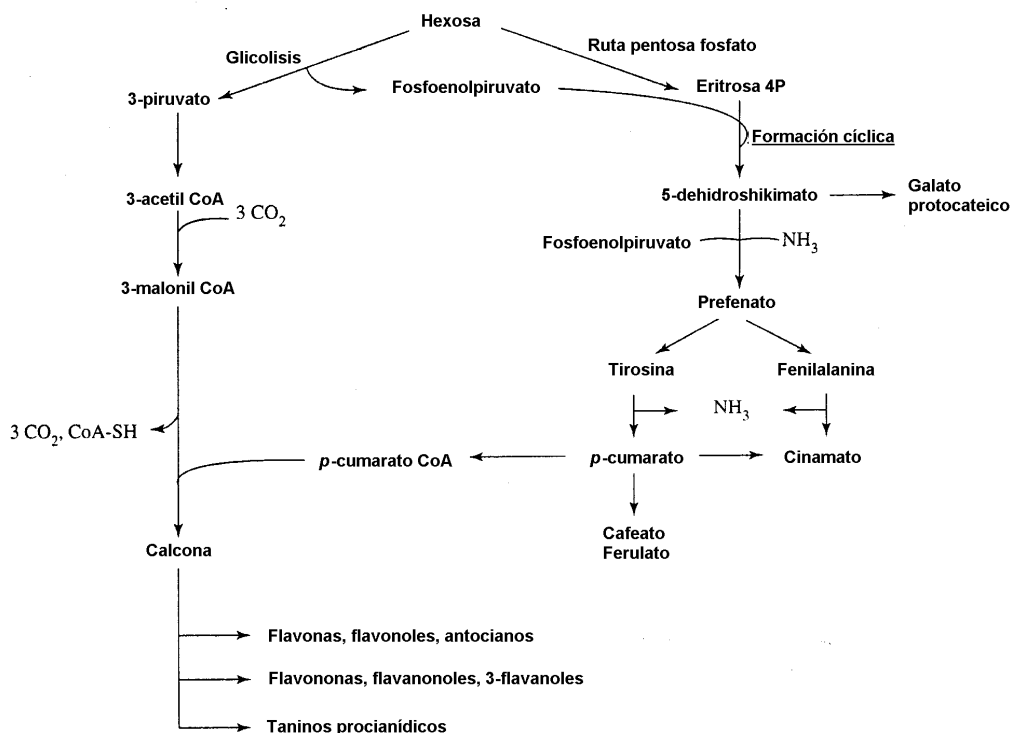 Hexosa
Glicolisis
Ruta pentosa fosfato
3-piruvato
Fosfoenolpiruvato
Eritrosa 4P
Formación cíclica
3-acetil CoA
3 CO2
5-dehidroshikimato
Galato
protocateico
Fosfoenolpiruvato
NH3
3-malonil CoA
Prefenato
Tirosina
Fenilalanina
NH3
3 CO2, CoA-SH
p-cumarato CoA
p-cumarato
Cinamato
Cafeato
Ferulato
Calcona
Flavonas, flavonoles, antocianos
Flavononas, flavanonoles, 3-flavanoles
Taninos procianídicos